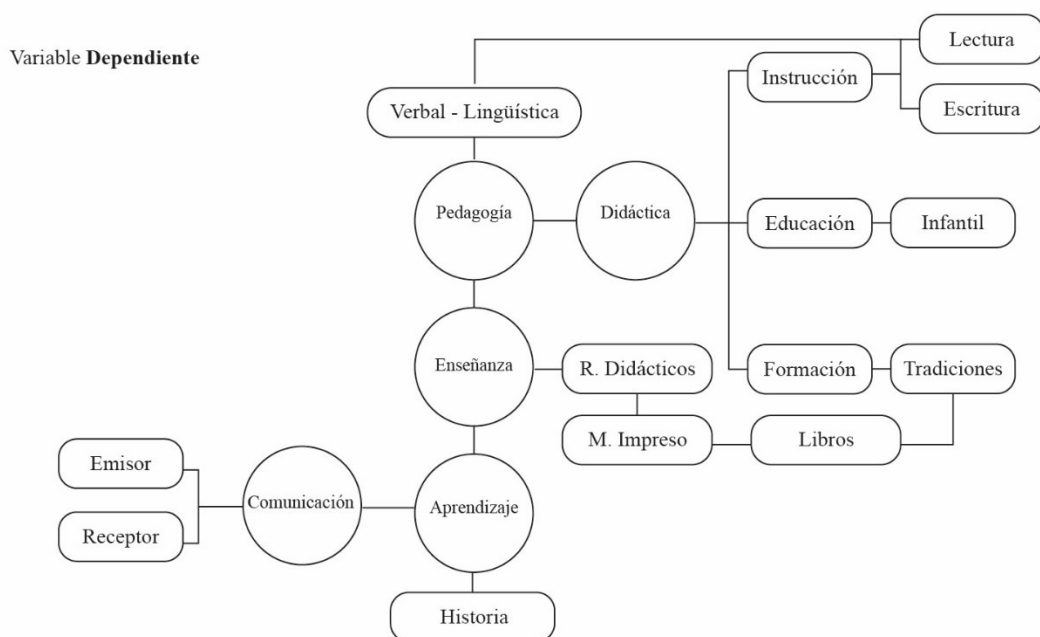 Lectura
Variable Dependiente
Instrucción
Verbal - Lingüística
Escritura
Pedagogía
Didáctica
Educación
Infantil
Enseñanza
R. Didácticos
Formación
Tradiciones
M. Impreso
Libros
Emisor
Comunicación
Aprendizaje
Receptor
Historia